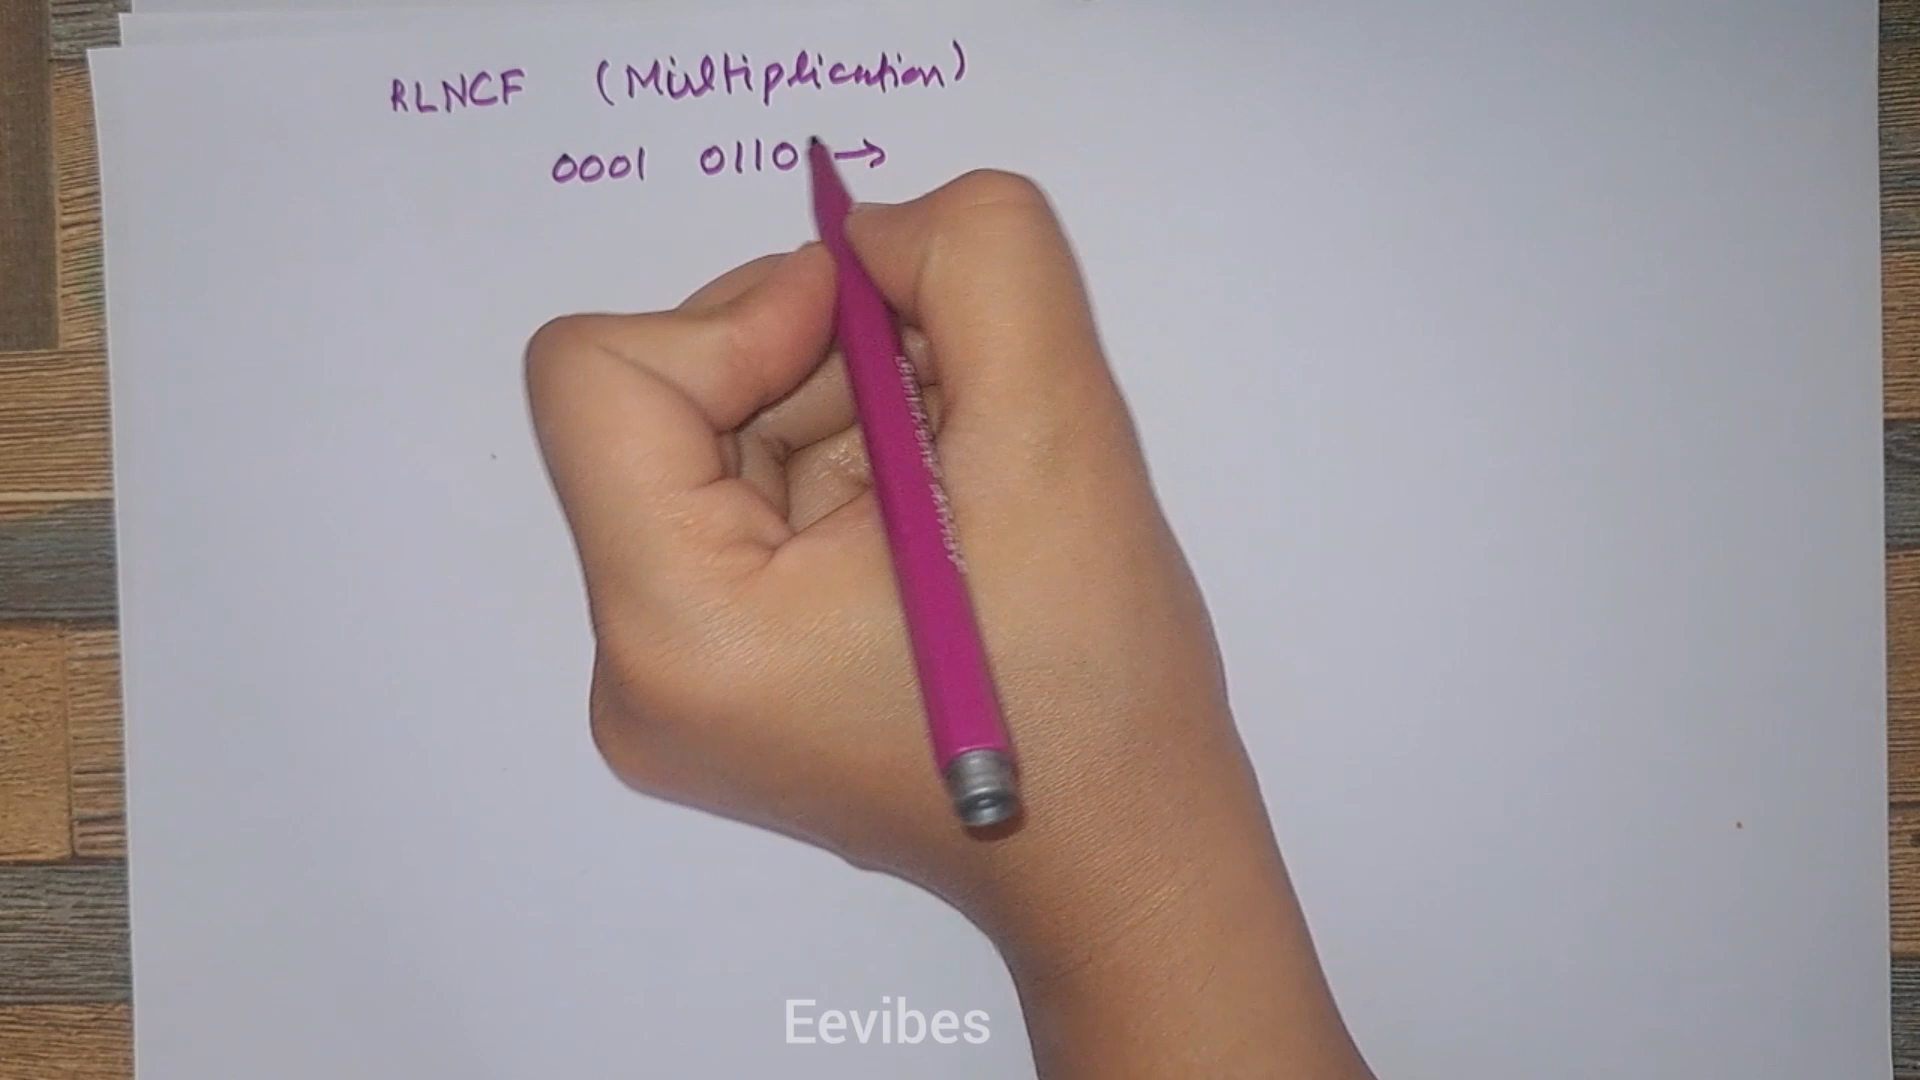 RLNCF (Multiplication)
0001 0110 →
Eevibes